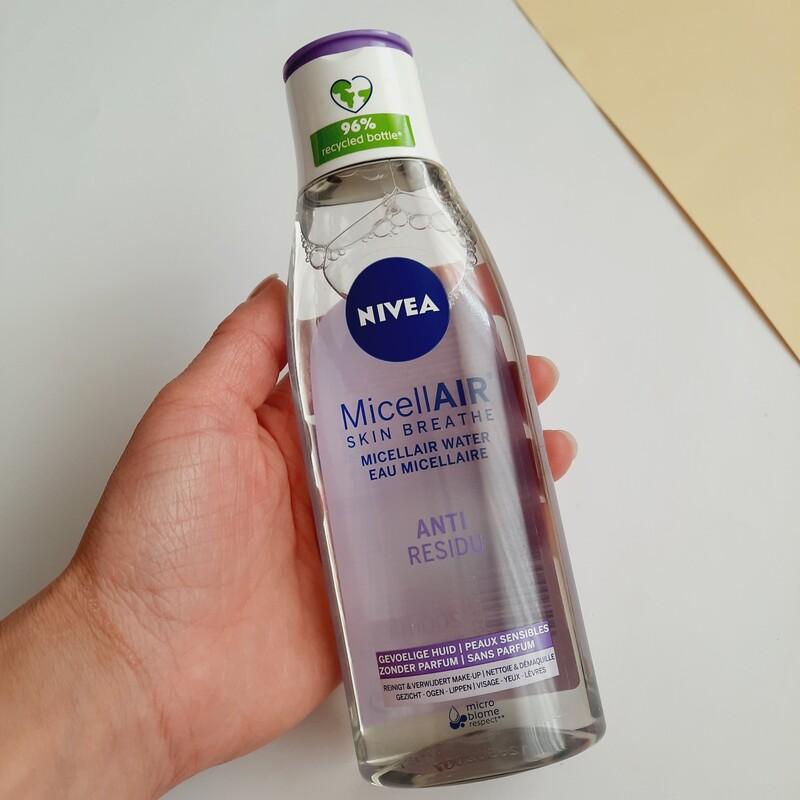 96%
recycled bottle*
NIVEA
MicellAIR®
SKIN BREATHE
MICELLAIR WATER
EAU MICELLAIRE
ANTI
RESIDU
GEVOELIGE HUID | PEAUX SENSIBLES
ZONDER PARFUM | SANS PARFUM
REINIGT & VERWIJDERT MAKE-UP | NETTOIE & DÉMAQUILLE
GEZICHT - OGEN - LIPPEN | VISAGE - YEUX - LÈVRES
micro
biome
respect**